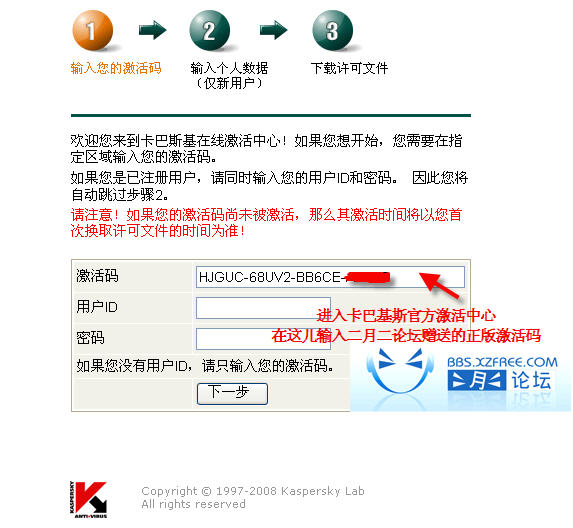 1
2
3
输入您的激活码
输入个人数据
(仅新用户)
下载许可文件
欢迎您来到卡巴斯基在线激活中心！如果您想开始，您需要在指
定区域输入您的激活码。
如果您是已注册用户，请同时输入您的用户ID和密码。 因此您将
自动跳过步骤2。
请注意！如果您的激活码尚未被激活，那么其激活时间将以您首
次换取许可文件的时间为准！
激活码
HJGUC-68UV2-BB6CE-
用户ID
进入卡巴基斯官方激活中心
密码
在这儿输入二月二论坛赠送的正版激活码
如果您没有用户ID，请只输入您的激活码。
BBS.XZFREE.COM
二月二论坛
下一步
KASPERSKY
ANTI-VIRUS
Copyright © 1997-2008 Kaspersky Lab
All rights reserved